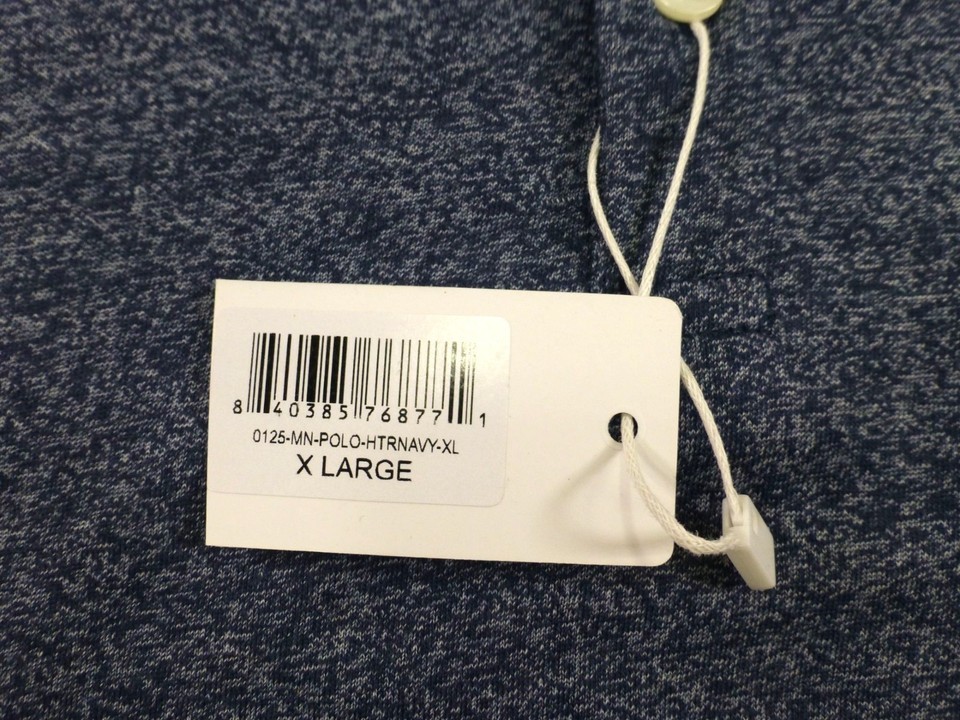 8 40385 76877 1
0125-MN-POLO-HTRNAVY-XL
X LARGE